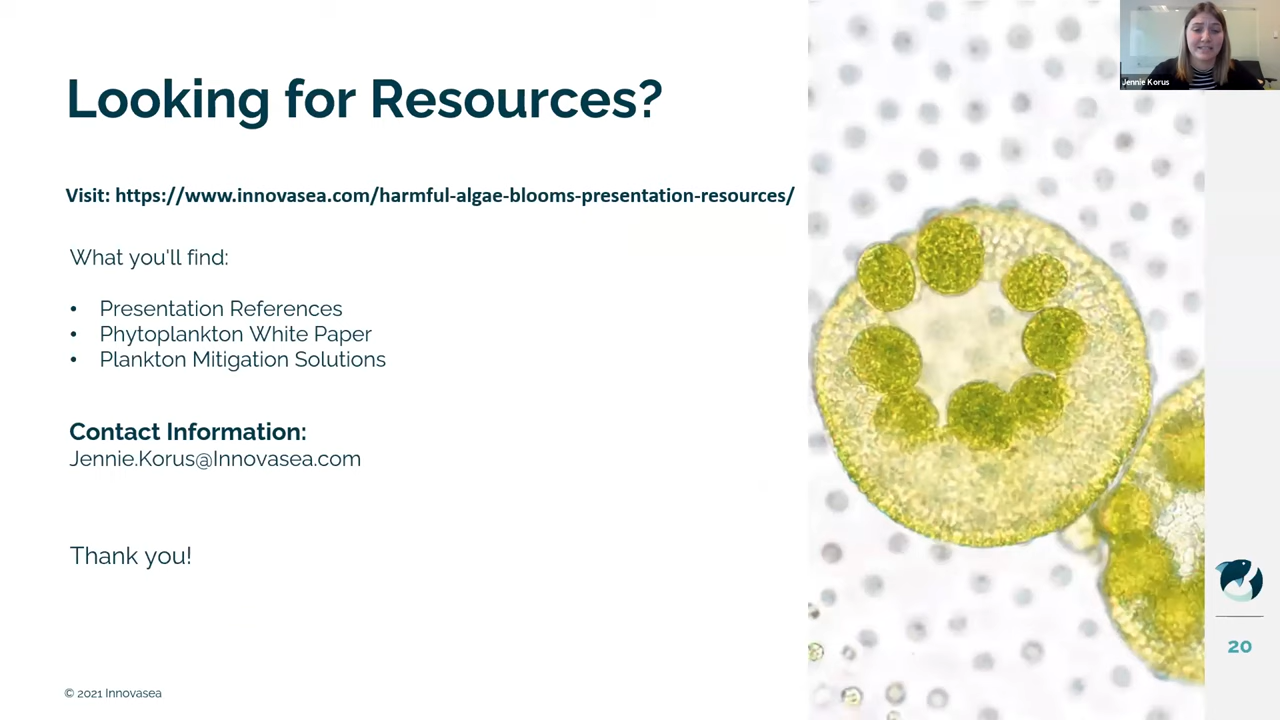 Looking for Resources?
Visit: https://www.innovasea.com/harmful-algae-blooms-presentation-resources/
What you'll find:
• Presentation References
• Phytoplankton White Paper
• Plankton Mitigation Solutions
Contact Information:
Jennie.Korus@Innovasea.com
Thank you!
© 2021 Innovasea
Jennie Korus
20